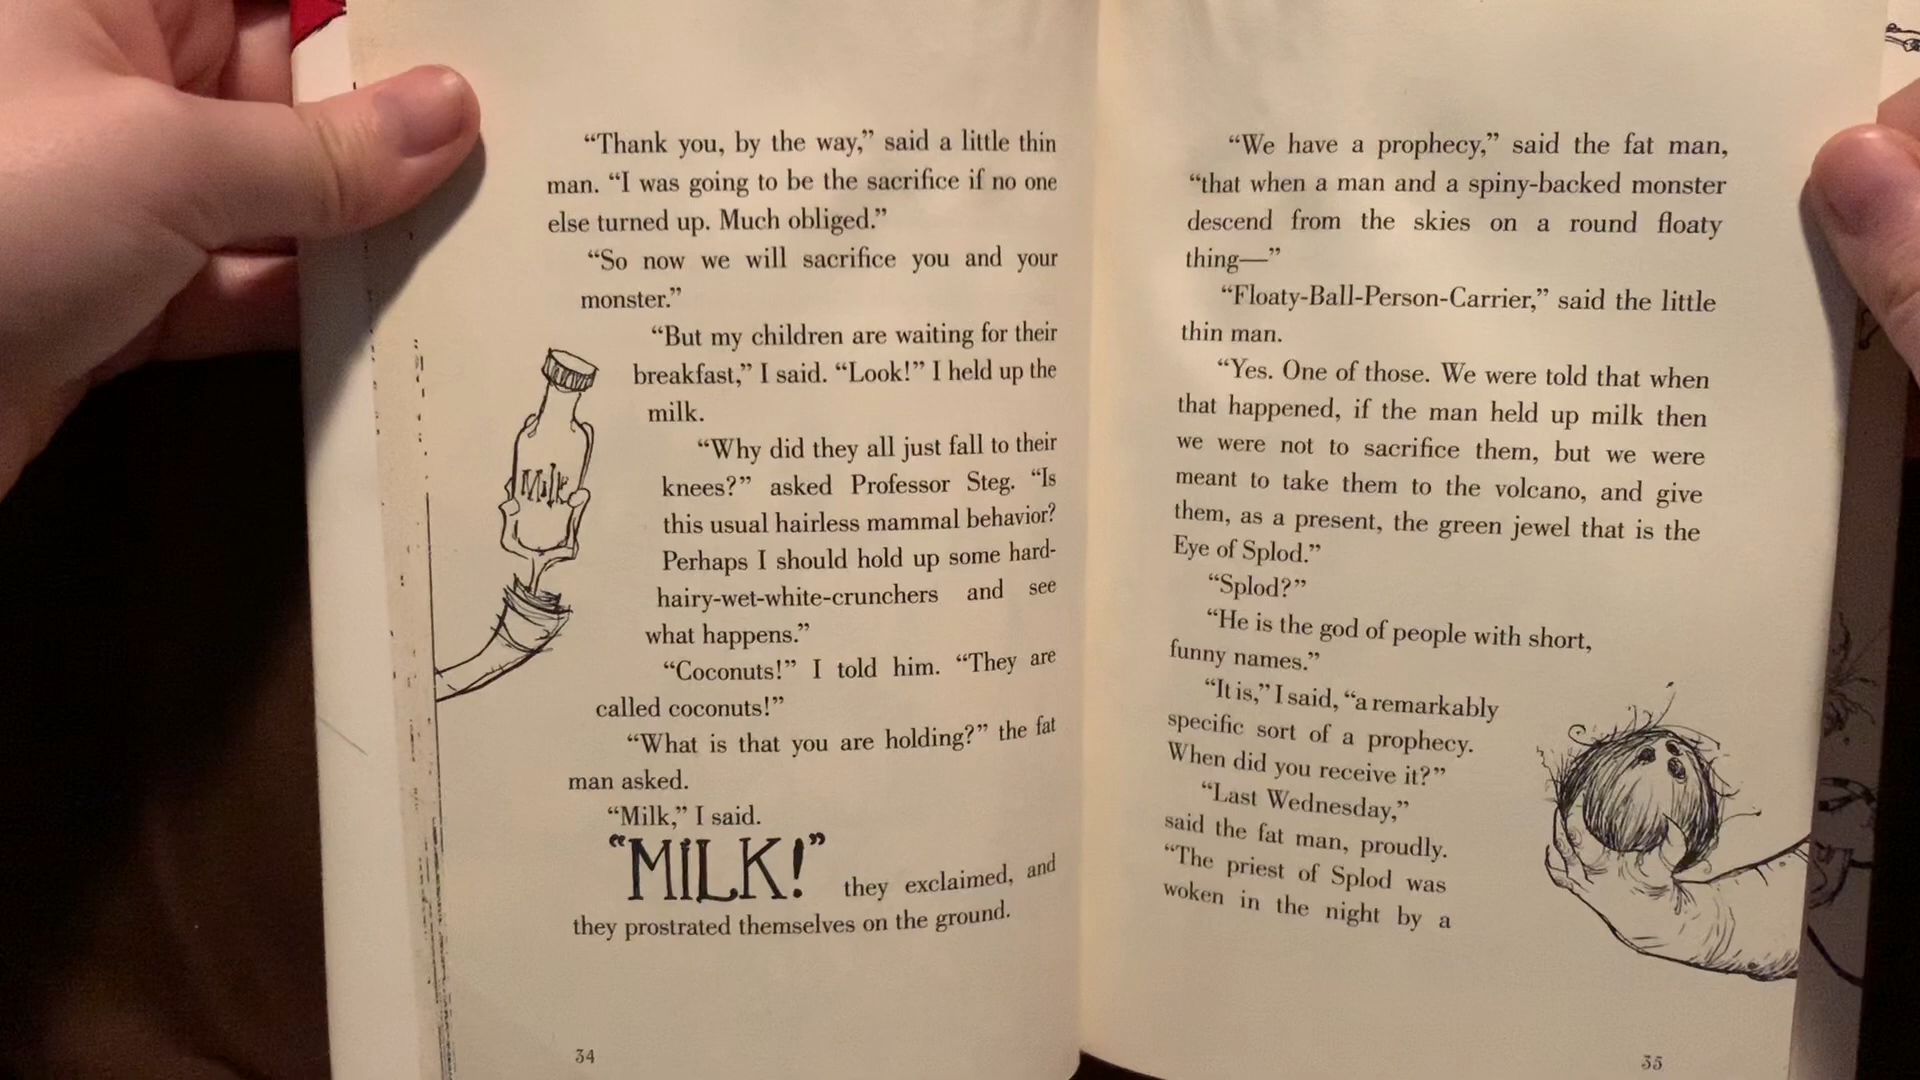 “Thank you, by the way,” said a little thin
man. “I was going to be the sacrifice if no one
else turned up. Much obliged.”
“So now we will sacrifice you and your
monster.”
“But my children are waiting for their
breakfast,” I said. “Look!” I held up the
milk.
“Why did they all just fall to their
knees?” asked Professor Steg. “Is
this usual hairless mammal behavior?
Perhaps I should hold up some hard-
hairy-wet-white-crunchers and see
what happens.”
“Coconuts!” I told him. “They are
called coconuts!”
“What is that you are holding?” the fat
man asked.
“Milk,” I said.
“MILK!” they exclaimed, and
they prostrated themselves on the ground.
Milk
34
“We have a prophecy,” said the fat man,
“that when a man and a spiny-backed monster
descend from the skies on a round floaty
thing—”
“Floaty-Ball-Person-Carrier,” said the little
thin man.
“Yes. One of those. We were told that when
that happened, if the man held up milk then
we were not to sacrifice them, but we were
meant to take them to the volcano, and give
them, as a present, the green jewel that is the
Eye of Splod.”
“Splod?”
“He is the god of people with short,
funny names.”
“It is,” I said, “a remarkably
specific sort of a prophecy.
When did you receive it?”
“Last Wednesday,”
said the fat man, proudly.
“The priest of Splod was
woken in the night by a
35